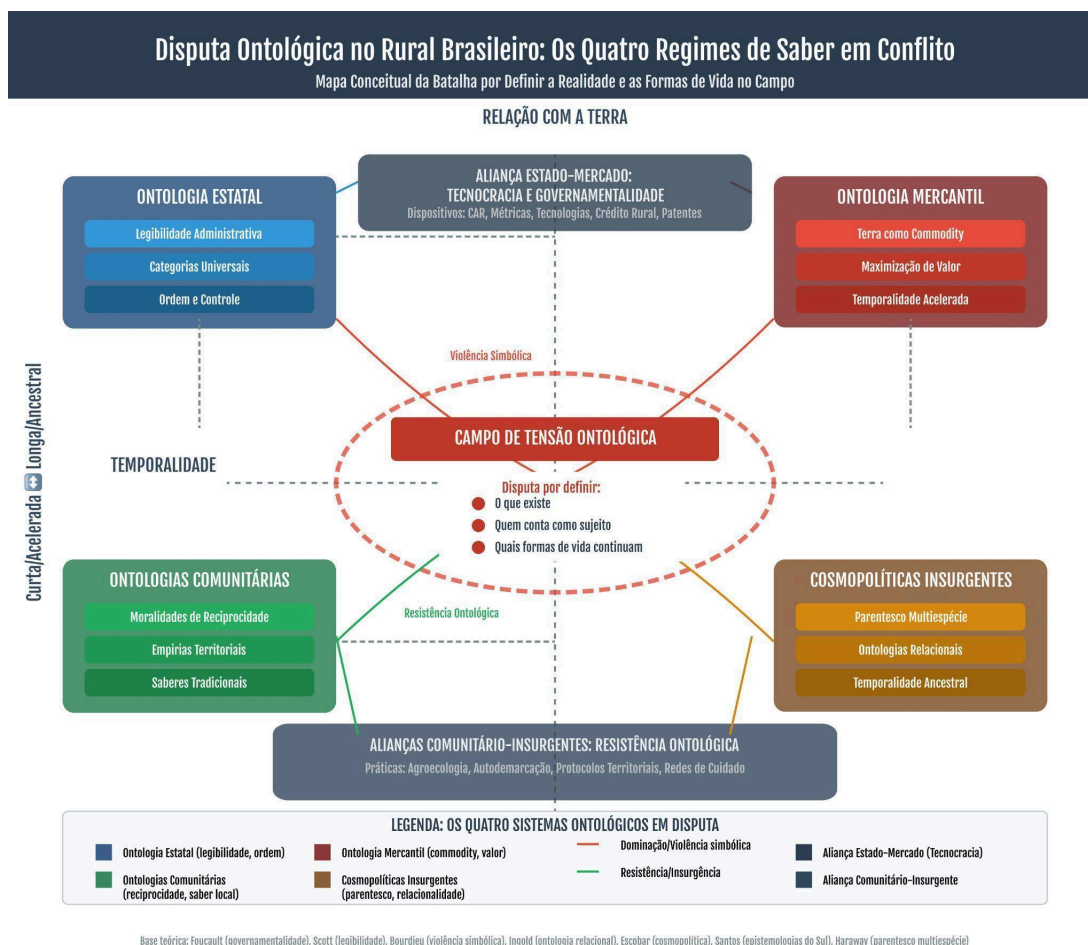 Disputa Ontológica no Rural Brasileiro: Os Quatro Regimes de Saber em Conflito
Mapa Conceitual da Batalha por Definir a Realidade e as Formas de Vida no Campo
RELAÇÃO COM A TERRA
ALIANÇA ESTADO-MERCADO:
TECNOCRACIA E GOVERNAMENTALIDADE
Dispositivos: CAR, Métricas, Tecnologias, Crédito Rural, Patentes
ONTOLOGIA ESTATAL
Legibilidade Administrativa
Categorias Universais
Ordem e Controle
ONTOLOGIA MERCANTIL
Terra como Commodity
Maximização de Valor
Temporalidade Acelerada
Violência Simbólica
CAMPO DE TENSÃO ONTOLÓGICA
Disputa por definir:
O que existe
Quem conta como sujeito
Quais formas de vida continuam
TEMPORALIDADE
Curta/Acelerada ↕ Longa/Ancestral
ONTOLOGIAS COMUNITÁRIAS
Moralidades de Reciprocidade
Empirias Territoriais
Saberes Tradicionais
Resistência Ontológica
COSMOPOLÍTICAS INSURGENTES
Parentesco Multiespécie
Ontologias Relacionais
Temporalidade Ancestral
ALIANÇAS COMUNITÁRIO-INSURGENTES: RESISTÊNCIA ONTOLÓGICA
Práticas: Agroecologia, Autodemarcação, Protocolos Territoriais, Redes de Cuidado
LEGENDA: OS QUATRO SISTEMAS ONTOLÓGICOS EM DISPUTA
Ontologia Estatal (legibilidade, ordem)
Ontologia Mercantil (commodity, valor)
Dominação/Violência simbólica
Aliança Estado-Mercado (Tecnocracia)
Ontologias Comunitárias
(reciprocidade, saber local)
Cosmopolíticas Insurgentes
(parentesco, relacionalidade)
Resistência/Insurgência
Aliança Comunitário-Insurgente
Base teórica: Foucault (governamentalidade), Scott (legibilidade), Bourdieu (violência simbólica), Ingold (ontologia relacional), Escobar (cosmopolítica), Santos (epistemologias do Sul), Haraway (parentesco multiespécie)